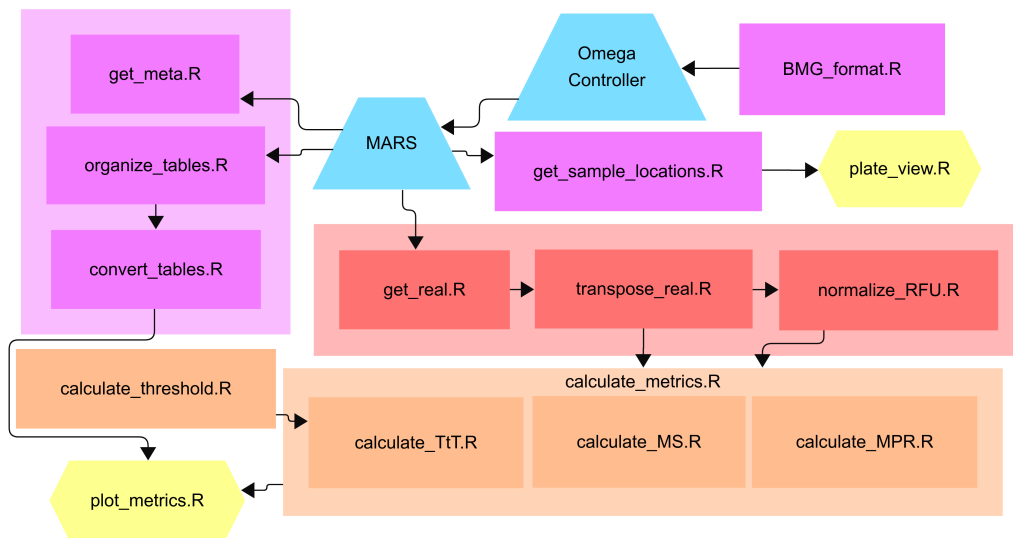 Omega
Controller
BMG_format.R
get_meta.R
MARS
organize_tables.R
get_sample_locations.R
plate_view.R
convert_tables.R
get_real.R
transpose_real.R
normalize_RFU.R
calculate_threshold.R
calculate_metrics.R
calculate_TtT.R
calculate_MS.R
calculate_MPR.R
plot_metrics.R